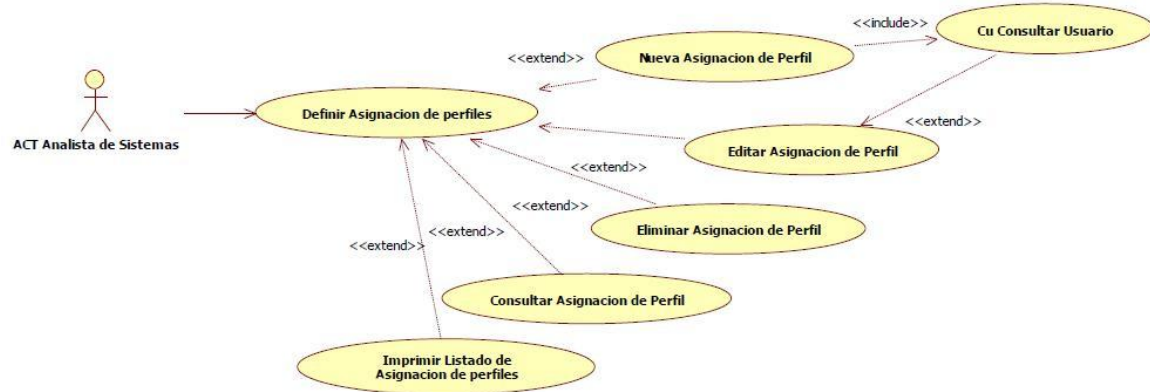 <<include>>
Cu Consultar Usuario
<<extend>>
Nueva Asignacion de Perfil
Definir Asignacion de perfiles
<<extend>>
ACT Analista de Sistemas
Editar Asignacion de Perfil
<<extend>>
<<extend>>
Eliminar Asignacion de Perfil
<<extend>>
<<extend>>
Consultar Asignacion de Perfil
Imprimir Listado de
Asignacion de perfiles